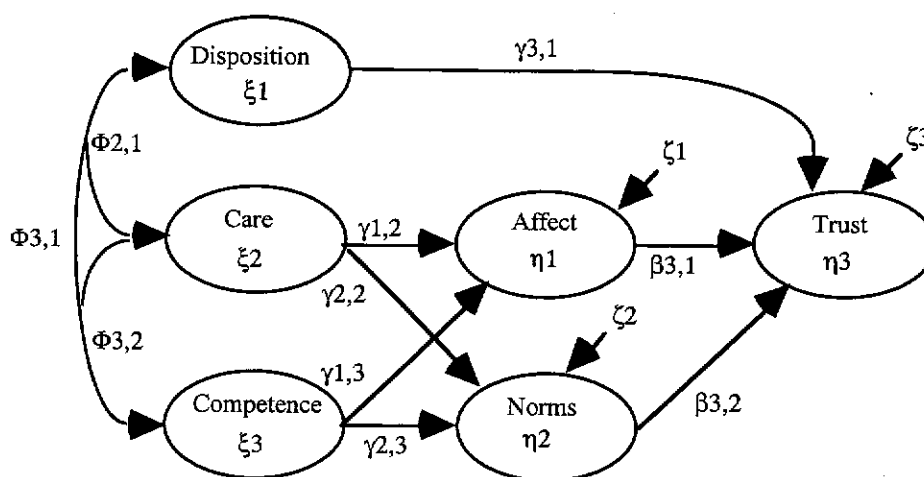 Disposition
ξ1
γ3,1
Φ2,1
Φ3,1
Φ3,2
Care
ξ2
γ1,2
γ2,2
Competence
ξ3
γ1,3
γ2,3
Affect
η1
ζ1
β3,1
Norms
η2
ζ2
β3,2
Trust
η3
ζ3